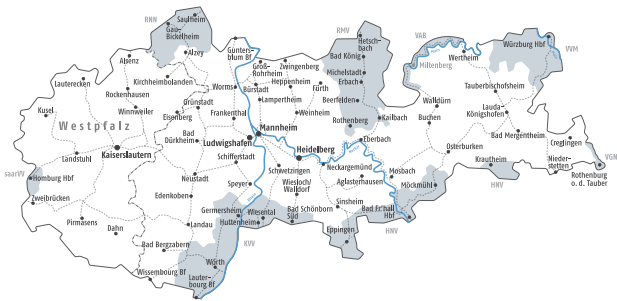 RNN
Saulheim
Gau-
Bickelheim
Alzey
Günters-
blum Bf
RMV
Hetsch-
bach
Bad König
Michelstadt
Erbach
Beerfelden
Rothenberg
Kailbach
VAB
Miltenberg
Wertheim
Würzburg Hbf
VVM
Tauberbischofsheim
Lauda-
Königshofen
Bad Mergentheim
Walldürn
Buchen
Osterburken
Krautheim
HNV
Creglingen
Nieder-
stetten
VGN
Rothenburg
o. d. Tauber
Alsenz
Lauterecken
Rockenhausen
Kirchheimbolanden
Winnweiler
Kusel
Westpfalz
Eisenberg
Grünstadt
Worms
Groß-
Rohrheim
Zwingenberg
Bürstadt
Heppenheim
Fürth
Lampertheim
Weinheim
Frankenthal
Bad
Dürkheim
Ludwigshafen
Mannheim
Heidelberg
Eberbach
Kaiserslautern
Landstuhl
saarVV
Homburg Hbf
Zweibrücken
Pirmasens
Dahn
Schifferstadt
Neustadt
Speyer
Edenkoben
Landau
Germersheim
Bad Bergzabern
Wissembourg Bf
Wörth
Lauter-
bourg Bf
KVV
Schwetzingen
Wiesloch/
Walldorf
Wiesental
Huttenheim
Bad Schönborn
Süd
Neckargemünd
Aglasterhausen
Sinsheim
Eppingen
Mosbach
Möckmühl
Bad Fr'hall
Hbf
HNV